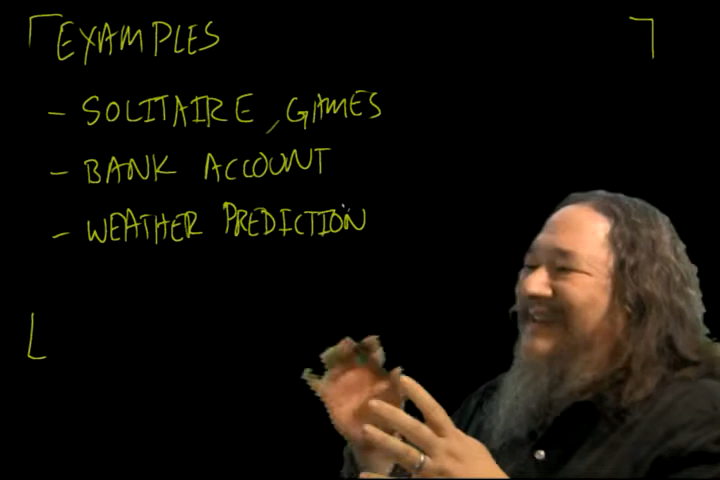 EXAMPLES
- SOLITAIRE, GAMES
- BANK ACCOUNT
- WEATHER PREDICTION